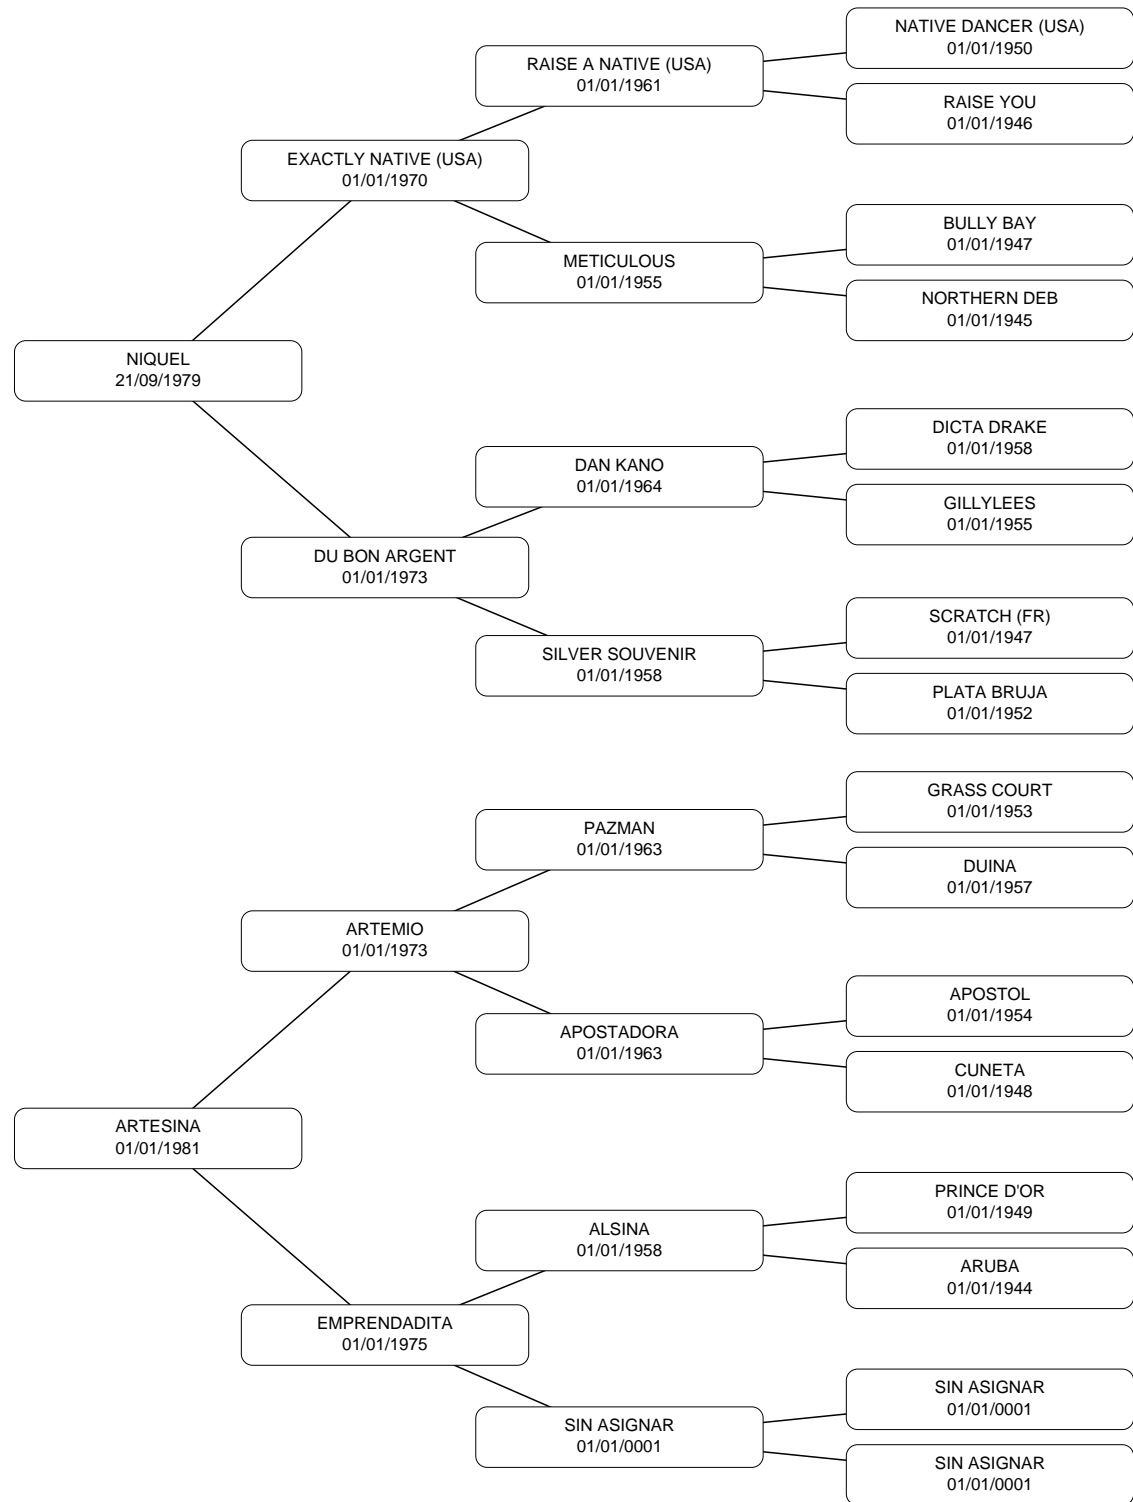 NATIVE DANCER (USA)
01/01/1950
RAISE A NATIVE (USA)
01/01/1961
RAISE YOU
01/01/1946
EXACTLY NATIVE (USA)
01/01/1970
BULLY BAY
01/01/1947
METICULOUS
01/01/1955
NORTHERN DEB
01/01/1945
NIQUEL
21/09/1979
DICTA DRAKE
01/01/1958
DAN KANO
01/01/1964
GILLYLEES
01/01/1955
DU BON ARGENT
01/01/1973
SCRATCH (FR)
01/01/1947
SILVER SOUVENIR
01/01/1958
PLATA BRUJA
01/01/1952
GRASS COURT
01/01/1953
PAZMAN
01/01/1963
DUINA
01/01/1957
ARTEMIO
01/01/1973
APOSTOL
01/01/1954
APOSTADORA
01/01/1963
CUNETA
01/01/1948
ARTESINA
01/01/1981
PRINCE D'OR
01/01/1949
ALSINA
01/01/1958
ARUBA
01/01/1944
EMPRENDADITA
01/01/1975
SIN ASIGNAR
01/01/0001
SIN ASIGNAR
01/01/0001
SIN ASIGNAR
01/01/0001